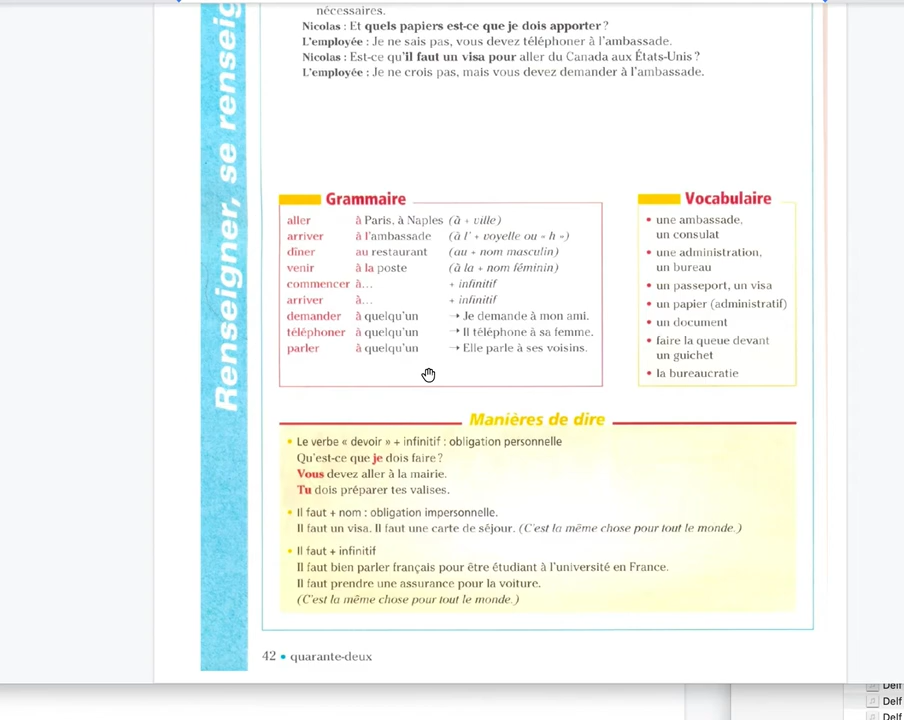 Renseigner, se renseig
nécessaires.
Nicolas : Et quels papiers est-ce que je dois apporter ?
L'employée : Je ne sais pas, vous devez téléphoner à l'ambassade.
Nicolas : Est-ce qu'il faut un visa pour aller du Canada aux États-Unis ?
L'employée : Je ne crois pas, mais vous devez demander à l'ambassade.
Grammaire
aller à Paris, à Naples (à + ville)
arriver à l'ambassade (à l' + voyelle ou « h »)
dîner au restaurant (au + nom masculin)
venir à la poste (à la + nom féminin)
commencer à... + infinitif
arriver à... + infinitif
demander à quelqu'un → Je demande à mon ami.
téléphoner à quelqu'un → Il téléphone à sa femme.
parler à quelqu'un → Elle parle à ses voisins.
Vocabulaire
• une ambassade,
un consulat
• une administration,
un bureau
• un passeport, un visa
• un papier (administratif)
• un document
• faire la queue devant
un guichet
• la bureaucratie
Manières de dire
• Le verbe « devoir » + infinitif : obligation personnelle
Qu'est-ce que je dois faire ?
Vous devez aller à la mairie.
Tu dois préparer tes valises.
• Il faut + nom : obligation impersonnelle.
Il faut un visa. Il faut une carte de séjour. (C'est la même chose pour tout le monde.)
• Il faut + infinitif
Il faut bien parler français pour être étudiant à l'université en France.
Il faut prendre une assurance pour la voiture.
(C'est la même chose pour tout le monde.)
42 • quarante-deux
Delf
Delf
Delf